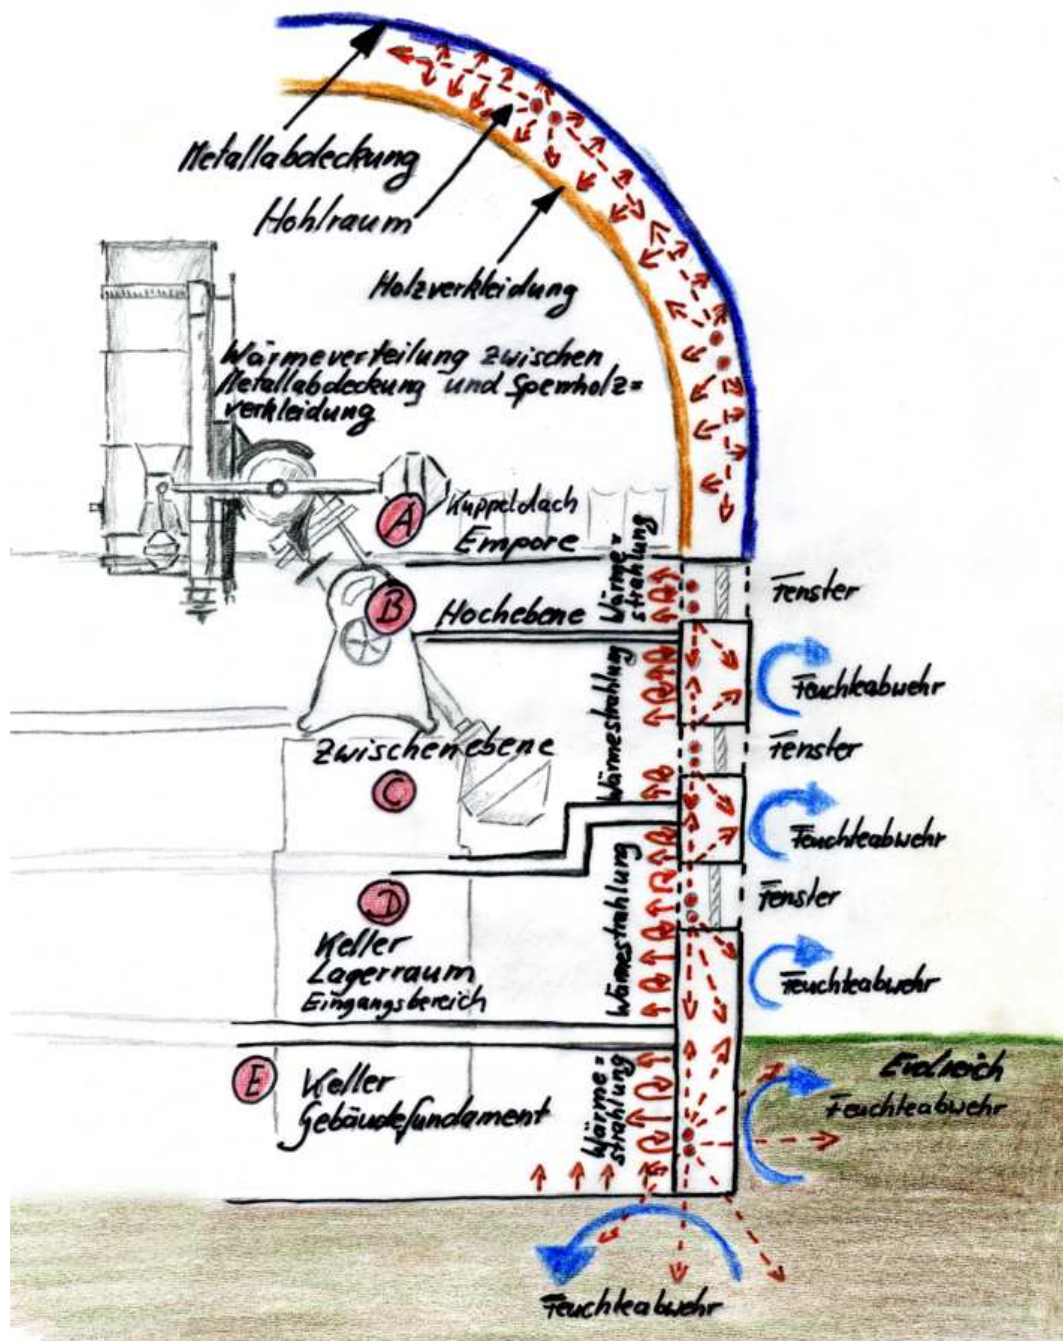 Metallabdeckung
Hohlraum
Holzverkleidung
Wärmeverteilung zwischen
Metallabdeckung und Sperrholz=
verkleidung
A
Kuppeldach
Empore
Wärme=
strahlung
Fenster
B
Hochebene
Wärmestrahlung
Feuchteabwehr
Zwischenebene
Fenster
C
Feuchteabwehr
D
Wärmestrahlung
Fenster
Keller
Lagerraum
Eingangsbereich
Feuchteabwehr
E
Keller
Gebäudefundament
Wärme=
strahlung
Erdreich
Feuchteabwehr
Feuchteabwehr